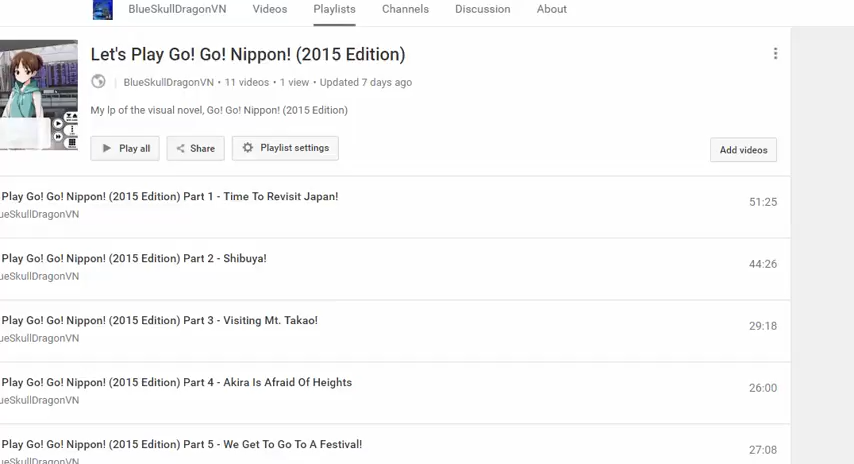 BlueSkullDragonVN Videos Playlists Channels Discussion About
Let's Play Go! Go! Nippon! (2015 Edition)
BlueSkullDragonVN • 11 videos • 1 view • Updated 7 days ago
My lp of the visual novel, Go! Go! Nippon! (2015 Edition)
Play all Share Playlist settings Add videos
Play Go! Go! Nippon! (2015 Edition) Part 1 - Time To Revisit Japan! 51:25
ueSkullDragonVN
Play Go! Go! Nippon! (2015 Edition) Part 2 - Shibuya! 44:26
ueSkullDragonVN
Play Go! Go! Nippon! (2015 Edition) Part 3 - Visiting Mt. Takao! 29:18
ueSkullDragonVN
Play Go! Go! Nippon! (2015 Edition) Part 4 - Akira Is Afraid Of Heights 26:00
ueSkullDragonVN
Play Go! Go! Nippon! (2015 Edition) Part 5 - We Get To Go To A Festival! 27:08
ueSkullDragonVN